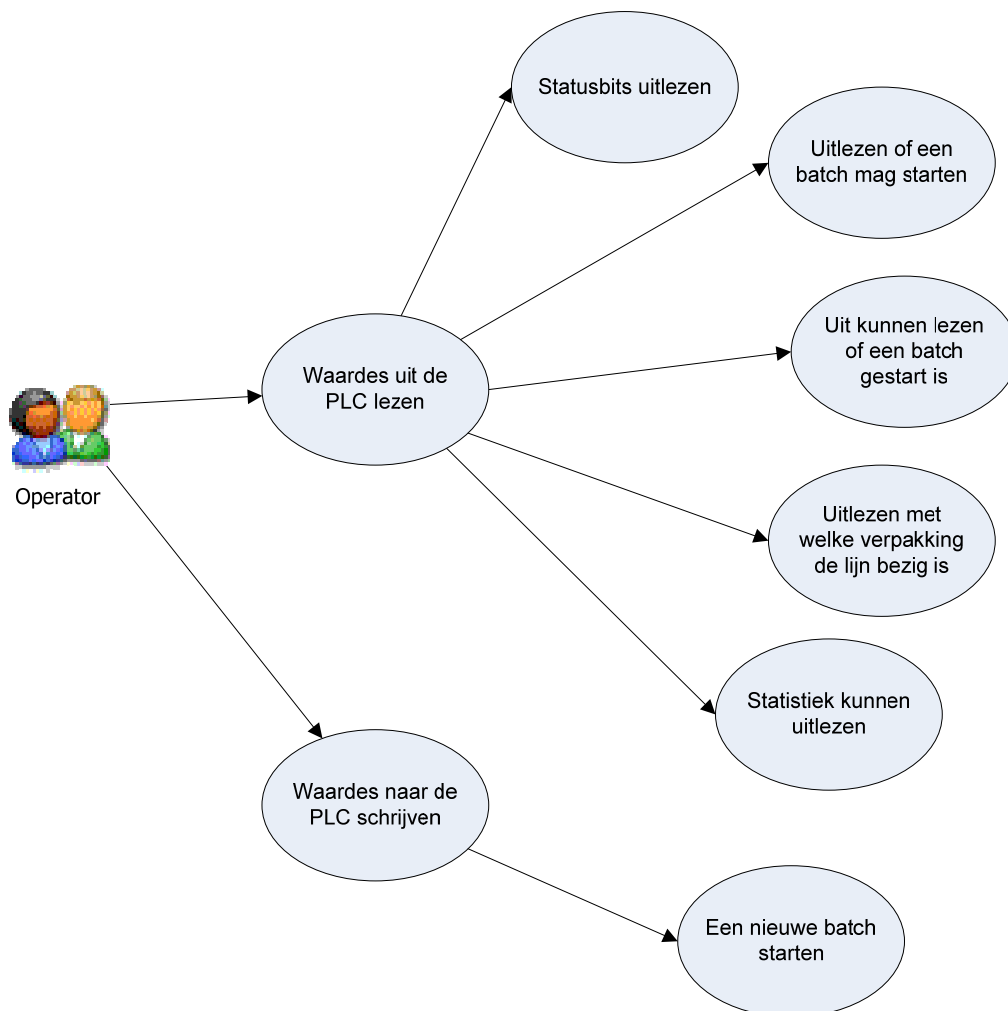 Statusbits uitlezen
Uitlezen of een
batch mag starten
Uit kunnen lezen
of een batch
gestart is
Waardes uit de
PLC lezen
Operator
Uitlezen met
welke verpakking
de lijn bezig is
Statistiek kunnen
uitlezen
Waardes naar de
PLC schrijven
Een nieuwe batch
starten